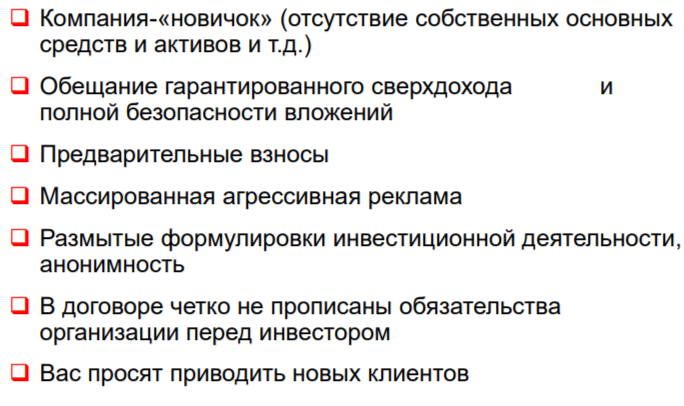 Компания-«новичок» (отсутствие собственных основных
средств и активов и т.д.)
Обещание гарантированного сверхдохода и
полной безопасности вложений
Предварительные взносы
Массированная агрессивная реклама
Размытые формулировки инвестиционной деятельности,
анонимность
В договоре четко не прописаны обязательства
организации перед инвестором
Вас просят приводить новых клиентов